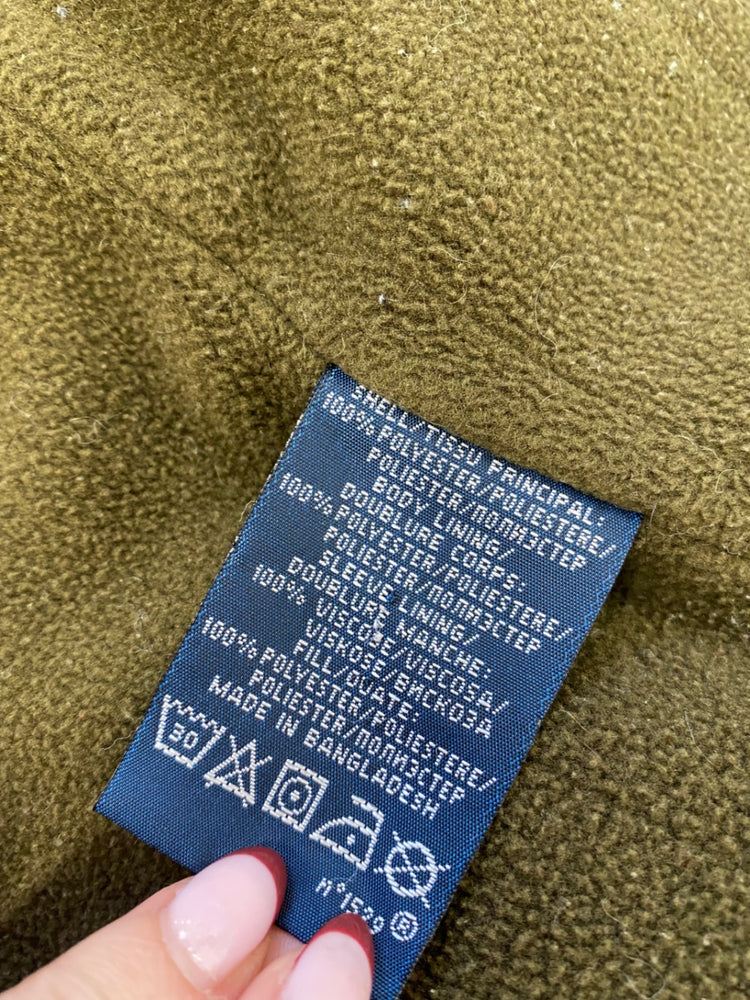 SHELL/TISSU PRINCIPAL:
100% POLYESTER/POLIESTERE/
POLIESTER/ПОЛИЭСТЕР
BODY LINING/
DOUBLURE CORPS:
100% POLYESTER/POLIESTERE/
POLIESTER/ПОЛИЭСТЕР
SLEEVE LINING/
DOUBLURE MANCHE:
100% VISCOSE/VISCOSA/
VISKOSE/ВИСКОЗА
FILL/OUATE:
100% POLYESTER/POLIESTERE/
POLIESTER/ПОЛИЭСТЕР
MADE IN BANGLADESH
30
®